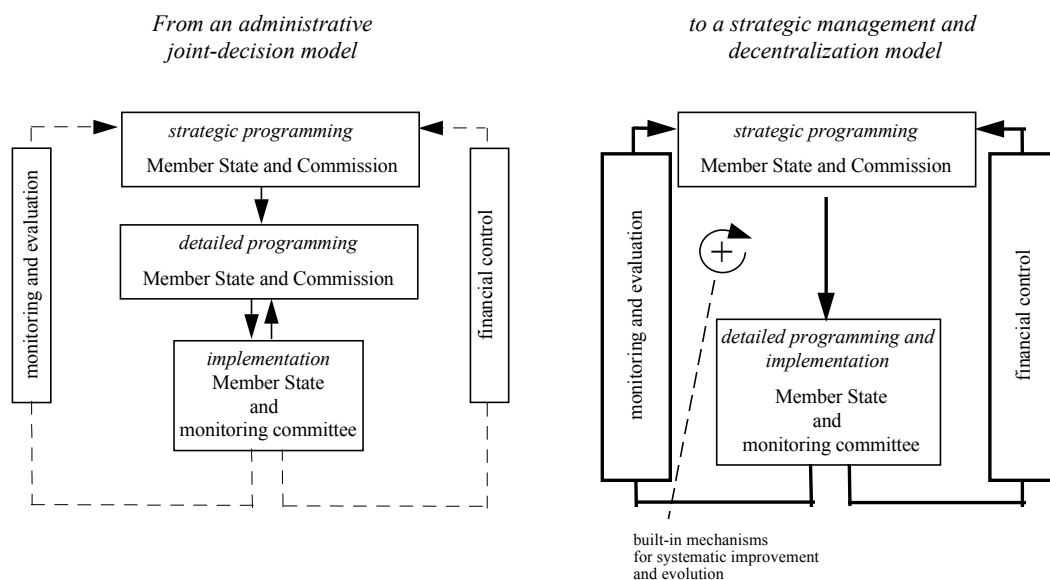 From an administrative
joint-decision model
strategic programming
Member State and Commission
monitoring and evaluation
detailed programming
Member State and Commission
financial control
implementation
Member State
and
monitoring committee
to a strategic management and
decentralization model
strategic programming
Member State and Commission
monitoring and evaluation
+
financial control
detailed programming and
implementation
Member State
and
monitoring committee
built-in mechanisms
for systematic improvement
and evolution